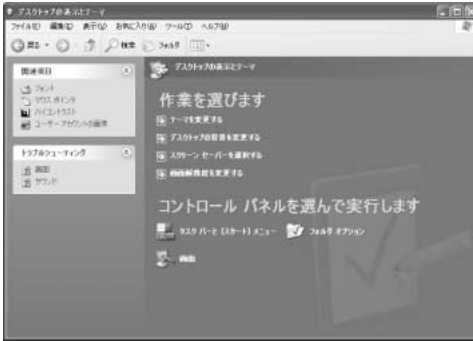 デスクトップの表示とテーマ
ファイル(F) 編集(E) 表示(V) お気に入り(A) ツール(T) ヘルプ(H)
戻る 検索 フォルダ
関連項目
フォント
マウス ポインタ
ハイコントラスト
ユーザー アカウントの画像
トラブルシューティング
画面
サウンド
デスクトップの表示とテーマ
作業を選びます
テーマを変更する
デスクトップの背景を変更する
スクリーン セーバーを選択する
画面解像度を変更する
コントロール パネルを選んで実行します
タスク バーと [スタート] メニュー フォルダ オプション
画面